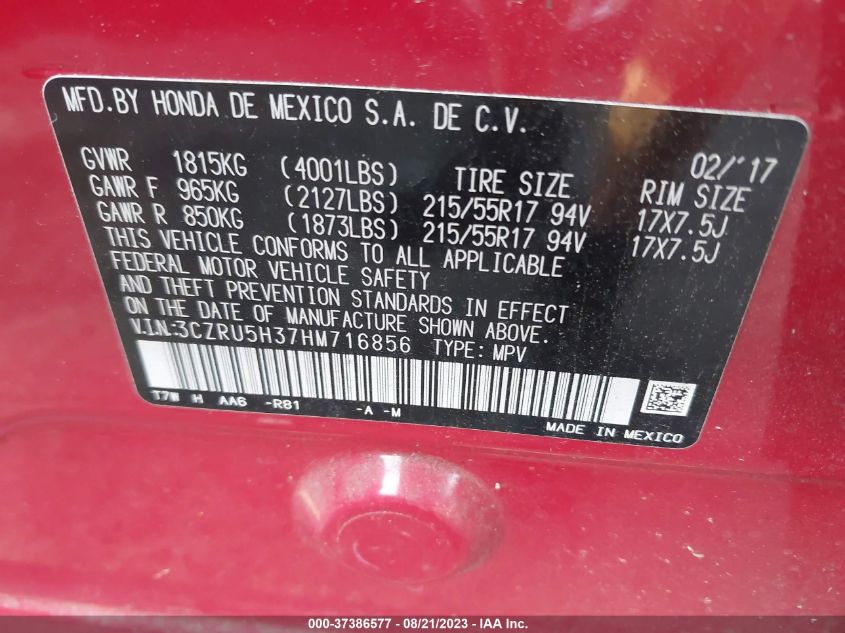 MFD.BY HONDA DE MEXICO S.A. DE C.V.
02/'17
GVWR 1815KG (4001LBS) TIRE SIZE RIM SIZE
GAWR F 965KG (2127LBS) 215/55R17 94V 17X7.5J
GAWR R 850KG (1873LBS) 215/55R17 94V 17X7.5J
THIS VEHICLE CONFORMS TO ALL APPLICABLE
FEDERAL MOTOR VEHICLE SAFETY
AND THEFT PREVENTION STANDARDS IN EFFECT
ON THE DATE OF MANUFACTURE SHOWN ABOVE.
V.I.N:3CZRU5H37HM716856 TYPE: MPV
T7W H AA6 -R81 -A -M
MADE IN MEXICO
000-37386577 - 08/21/2023 - IAA Inc.